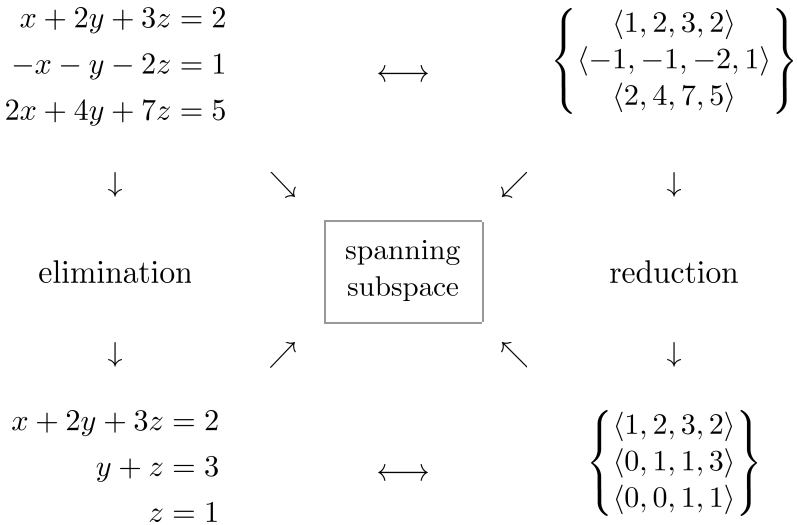 x + 2y + 3z = 2
−x − y − 2z = 1
2x + 4y + 7z = 5
⟷
⟨1, 2, 3, 2⟩
⟨−1, −1, −2, 1⟩
⟨2, 4, 7, 5⟩
↓ ↘ ↙ ↓
elimination
spanning
subspace
reduction
↓ ↗ ↖ ↓
x + 2y + 3z = 2
y + z = 3
z = 1
⟷
⟨1, 2, 3, 2⟩
⟨0, 1, 1, 3⟩
⟨0, 0, 1, 1⟩